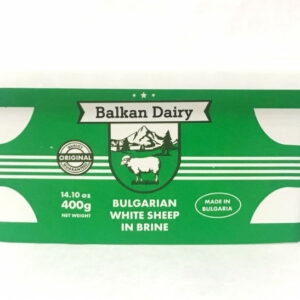 Balkan Dairy
ORIGINAL
14.10 oz
400g
NET WEIGHT
BULGARIAN
WHITE SHEEP
IN BRINE
MADE IN
BULGARIA